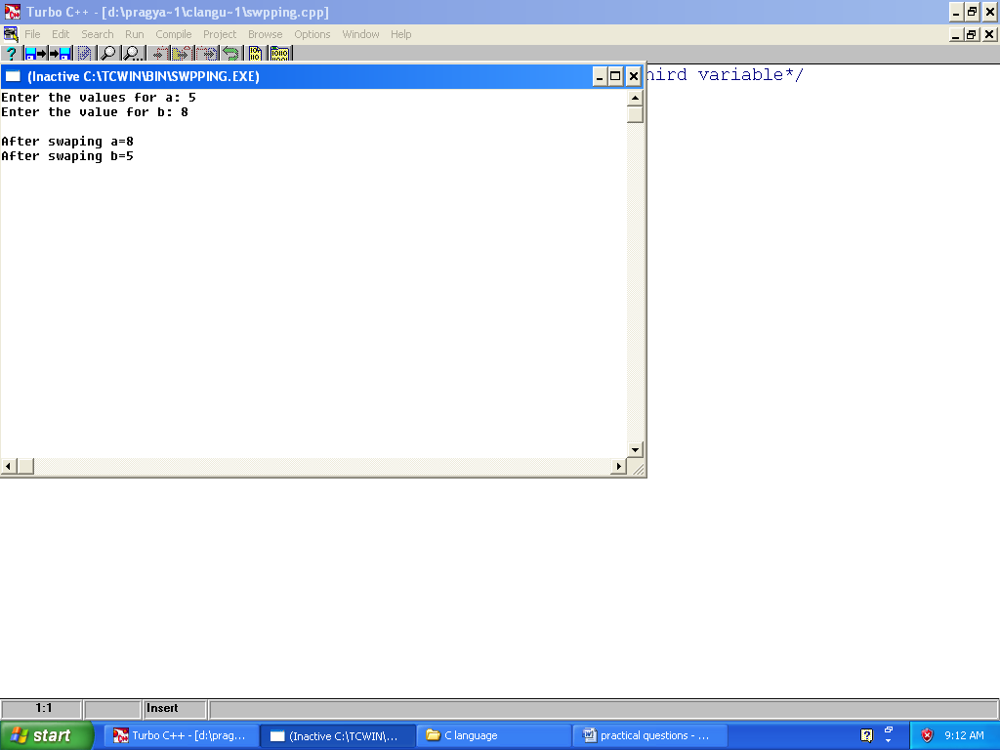 Turbo C++ - [d:\pragya-1\clangu-1\swpping.cpp]
File Edit Search Run Compile Project Browse Options Window Help
(Inactive C:\TCWIN\BIN\SWPPING.EXE)
hird variable*/
Enter the values for a: 5
Enter the value for b: 8
After swaping a=8
After swaping b=5
1:1 Insert
start Turbo C++ - [d:\prag... (Inactive C:\TCWIN\... C language practical questions - ... 9:12 AM